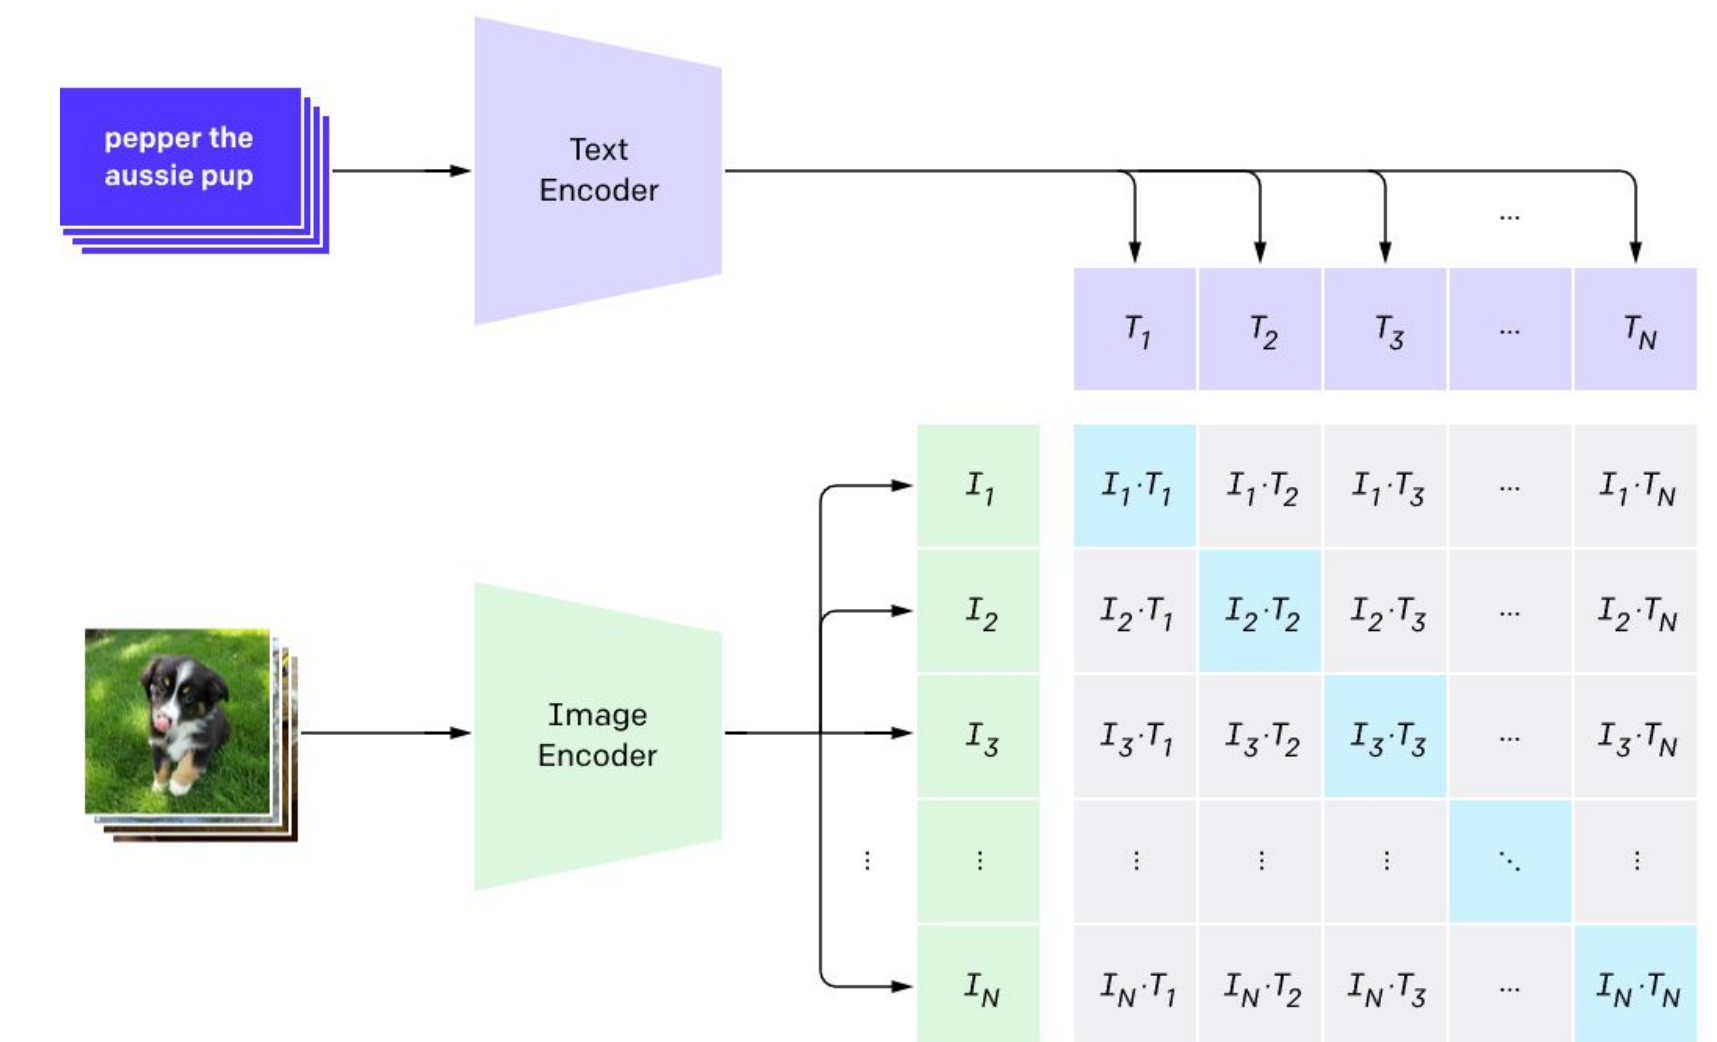 pepper the
aussie pup
Text
Encoder
...
T1 T2 T3 ... TN
I1 I1·T1 I1·T2 I1·T3 ... I1·TN
I2 I2·T1 I2·T2 I2·T3 ... I2·TN
Image
Encoder
I3 I3·T1 I3·T2 I3·T3 ... I3·TN
⋮ ⋮ ⋮ ⋮ ⋮ ⋱ ⋮
IN IN·T1 IN·T2 IN·T3 ... IN·TN